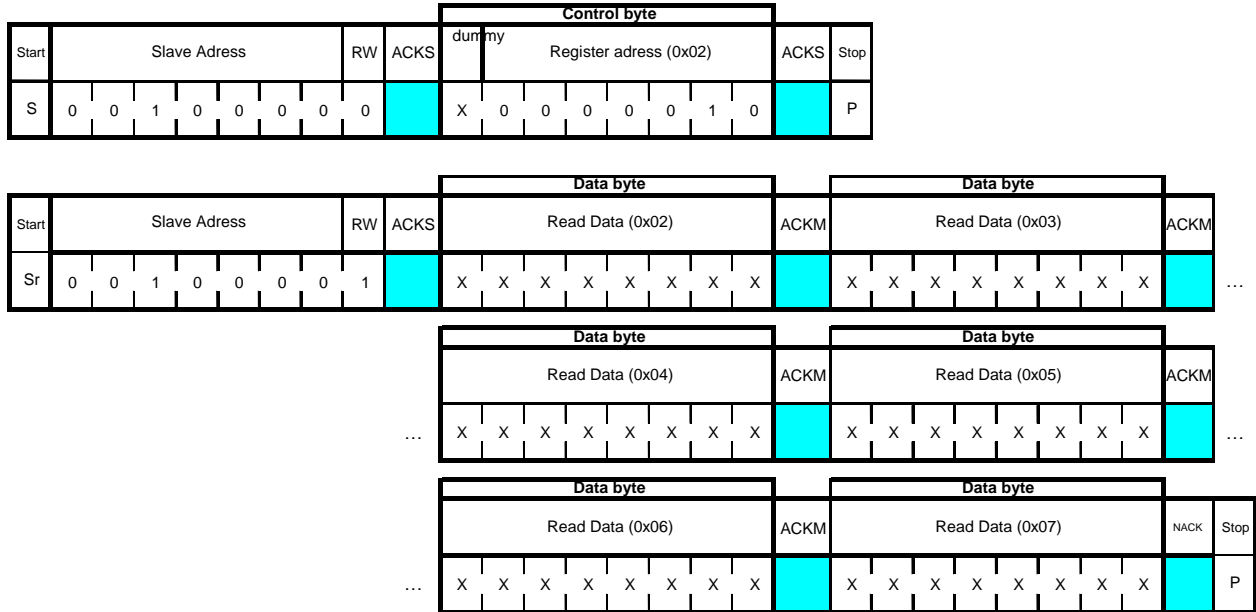 Control byte
Start Slave Adress RW ACKS dummy Register adress (0x02) ACKS Stop
S 0 0 1 0 0 0 0 0 X 0 0 0 0 0 1 0 P
Data byte Data byte
Start Slave Adress RW ACKS Read Data (0x02) ACKM Read Data (0x03) ACKM
Sr 0 0 1 0 0 0 0 1 X X X X X X X X X X X X X X X X …
Data byte Data byte
Read Data (0x04) ACKM Read Data (0x05) ACKM
… X X X X X X X X X X X X X X X X …
Data byte Data byte
Read Data (0x06) ACKM Read Data (0x07) NACK Stop
… X X X X X X X X X X X X X X X X P